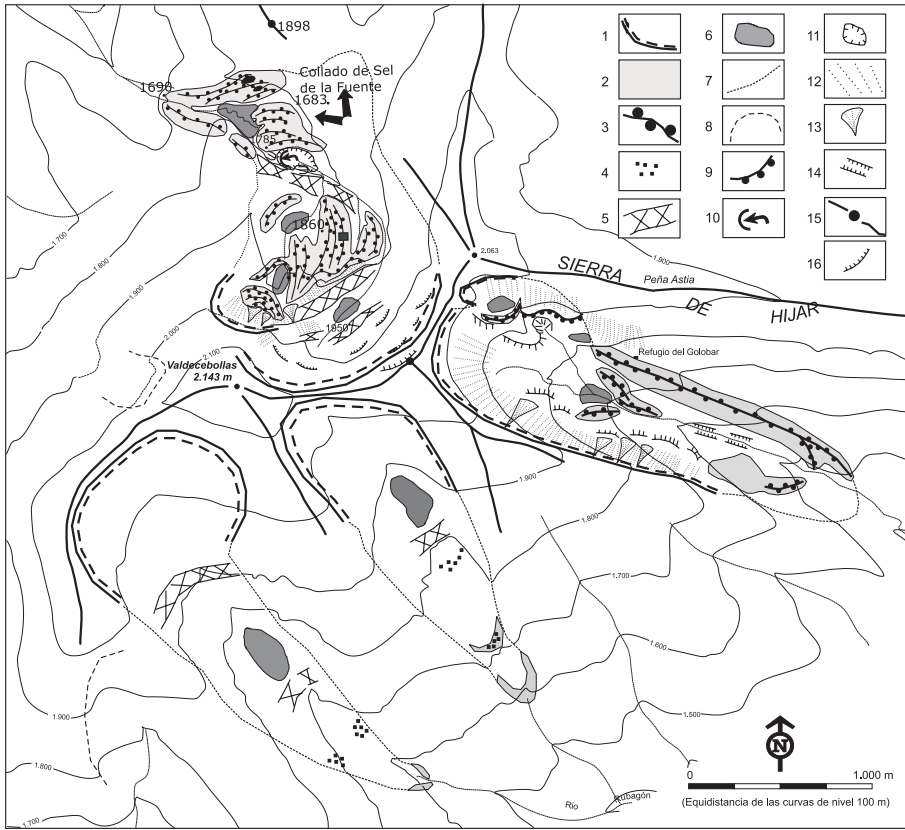 1898
1690
Collado de Sel
de la Fuente
1683
1785
1860
1850
1.700
1.800
1.900
2.000
2.100
Valdecebollas
2.143 m
2.063
1.900
SIERRA
DE
HIJAR
Peña Astia
Refugio del Golobar
1.900
1.800
1.700
1.600
1.500
1.900
1.800
1.700
Rio
Rubagón
1
2
3
4
5
6
7
8
9
10
11
12
13
14
15
16
N
0
1.000 m
(Equidistancia de las curvas de nivel 100 m)